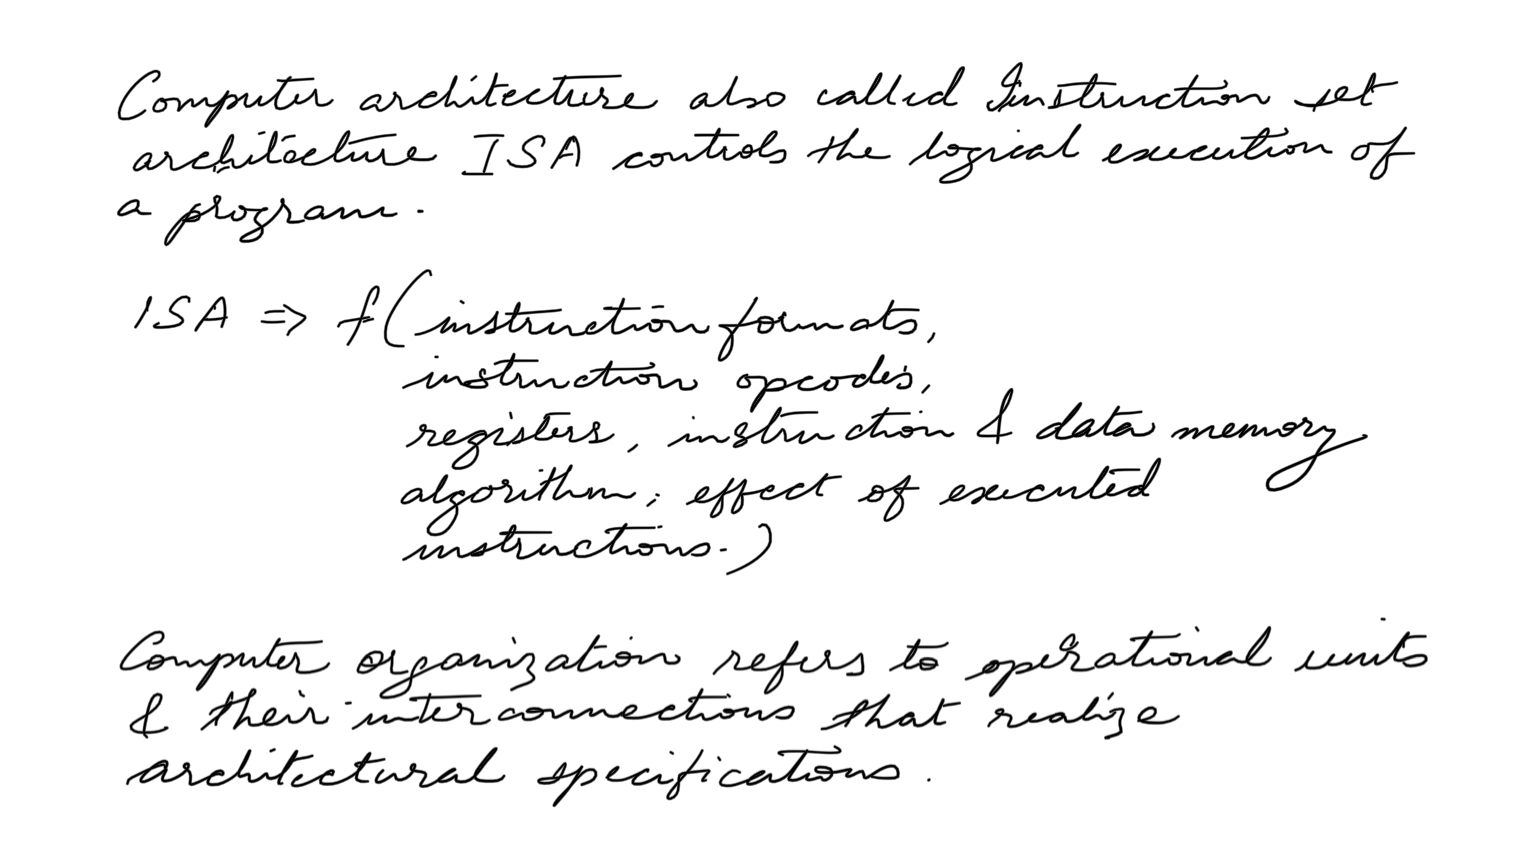 Computer architecture also called Instruction set
architecture ISA controls the logical execution of
a program.
ISA => f(instruction formats,
instruction opcodes,
registers, instruction & data memory
algorithm; effect of executed
instructions.)
Computer organization refers to operational units
& their interconnections that realize
architectural specifications.